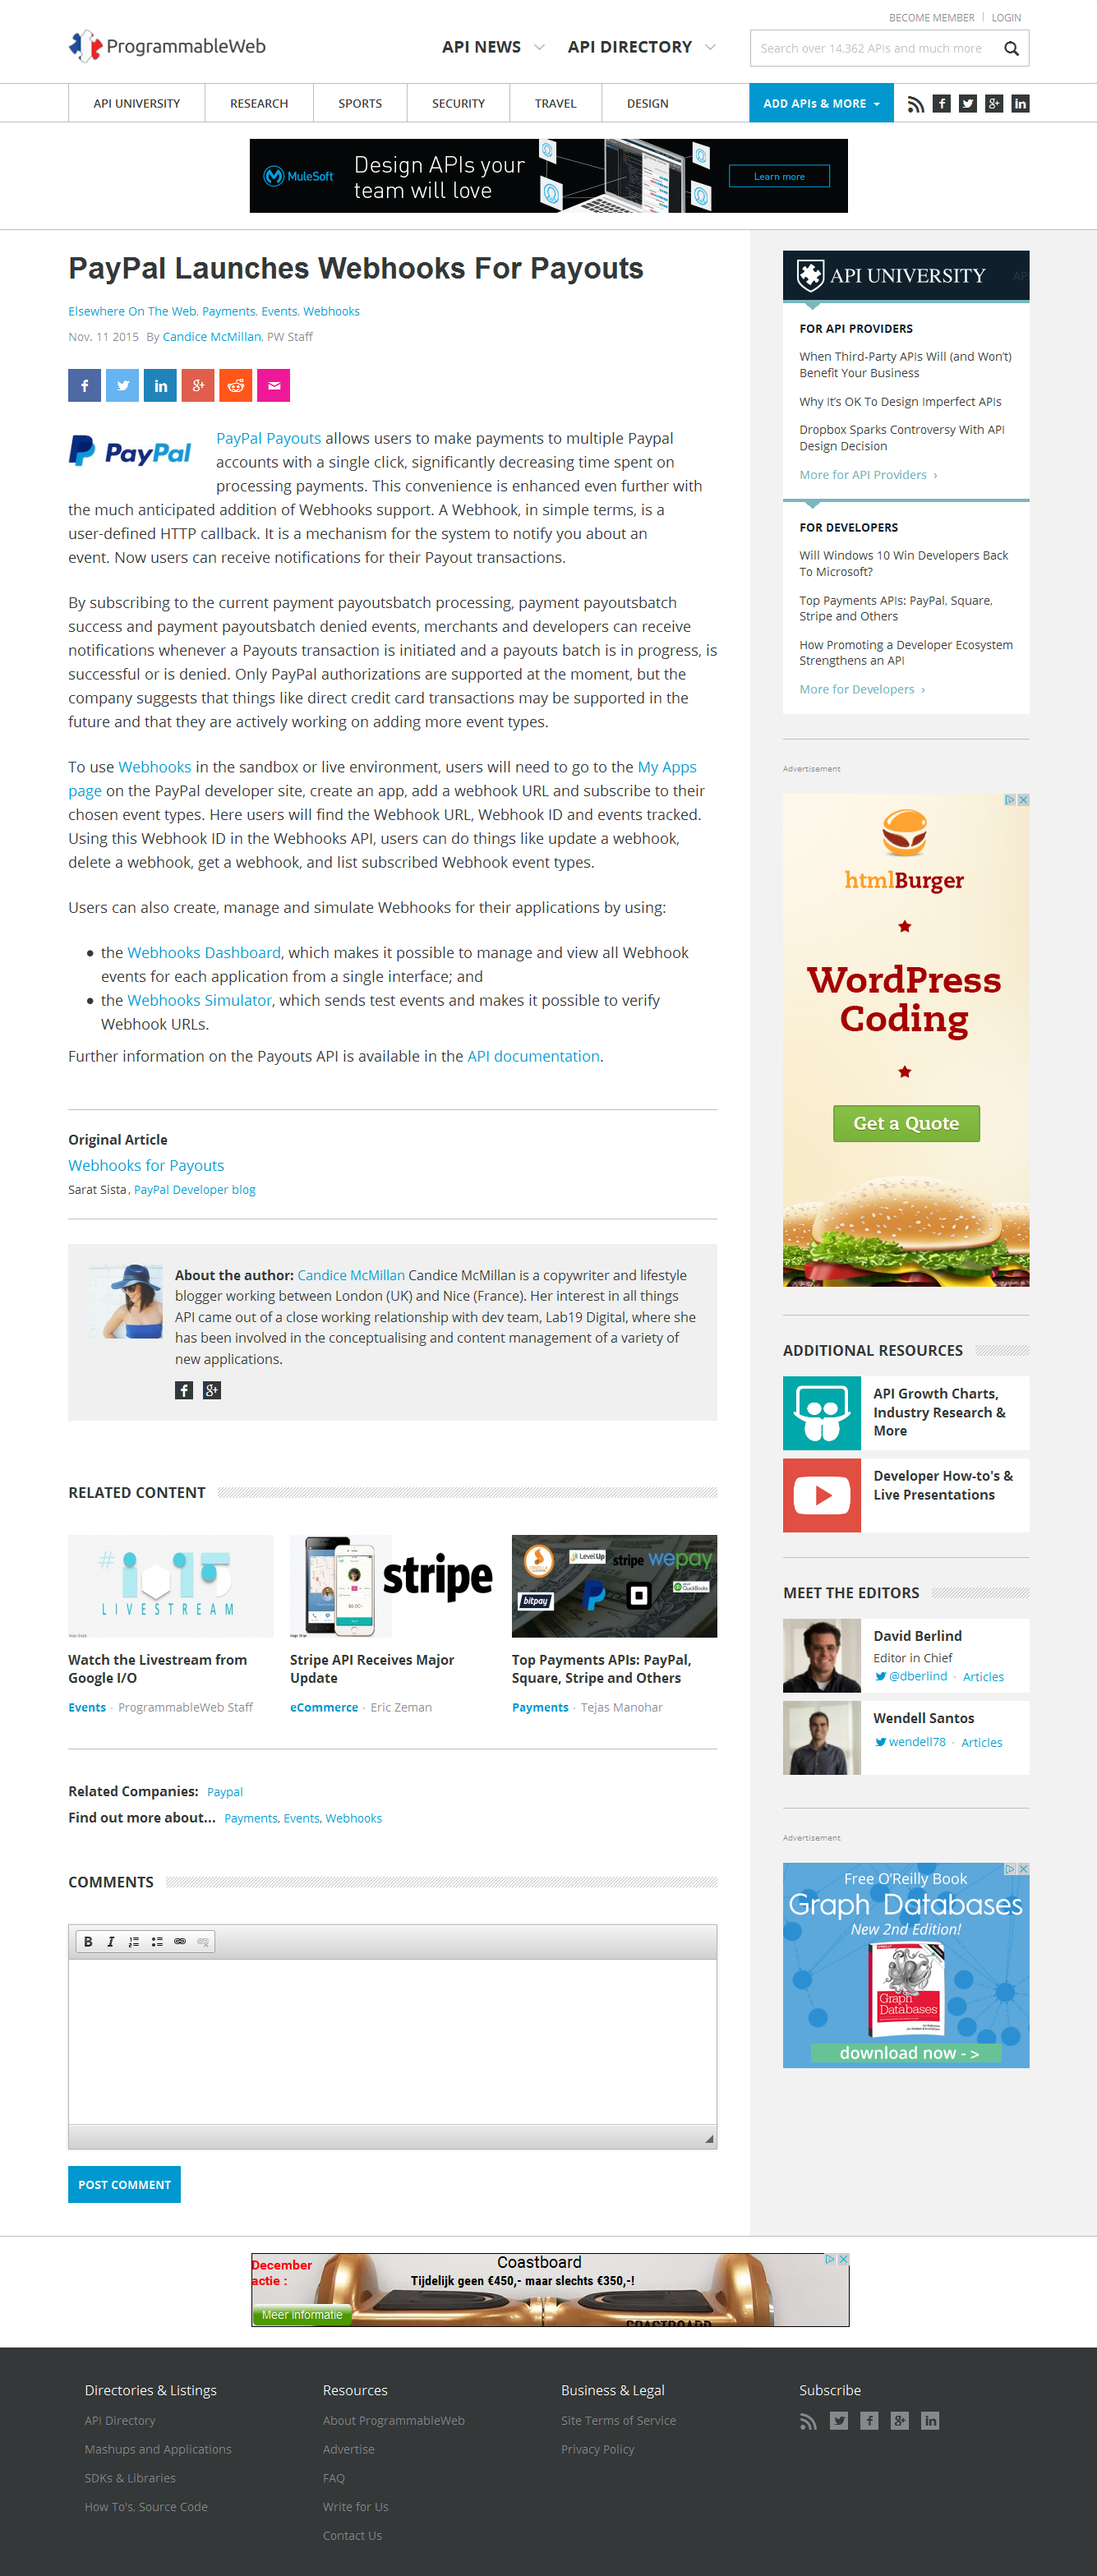 BECOME MEMBER | LOGIN
ProgrammableWeb
API NEWS
API DIRECTORY
Search over 14,362 APIs and much more
API UNIVERSITY
RESEARCH
SPORTS
SECURITY
TRAVEL
DESIGN
ADD APIs & MORE
MuleSoft
Design APIs your
team will love
Learn more
PayPal Launches Webhooks For Payouts
Elsewhere On The Web, Payments, Events, Webhooks
Nov. 11 2015 By Candice McMillan, PW Staff
PayPal
PayPal Payouts allows users to make payments to multiple Paypal
accounts with a single click, significantly decreasing time spent on
processing payments. This convenience is enhanced even further with
the much anticipated addition of Webhooks support. A Webhook, in simple terms, is a
user-defined HTTP callback. It is a mechanism for the system to notify you about an
event. Now users can receive notifications for their Payout transactions.
By subscribing to the current payment payoutsbatch processing, payment payoutsbatch
success and payment payoutsbatch denied events, merchants and developers can receive
notifications whenever a Payouts transaction is initiated and a payouts batch is in progress, is
successful or is denied. Only PayPal authorizations are supported at the moment, but the
company suggests that things like direct credit card transactions may be supported in the
future and that they are actively working on adding more event types.
To use Webhooks in the sandbox or live environment, users will need to go to the My Apps
page on the PayPal developer site, create an app, add a webhook URL and subscribe to their
chosen event types. Here users will find the Webhook URL, Webhook ID and events tracked.
Using this Webhook ID in the Webhooks API, users can do things like update a webhook,
delete a webhook, get a webhook, and list subscribed Webhook event types.
Users can also create, manage and simulate Webhooks for their applications by using:
• the Webhooks Dashboard, which makes it possible to manage and view all Webhook
events for each application from a single interface; and
• the Webhooks Simulator, which sends test events and makes it possible to verify
Webhook URLs.
Further information on the Payouts API is available in the API documentation.
Original Article
Webhooks for Payouts
Sarat Sista, PayPal Developer blog
About the author: Candice McMillan Candice McMillan is a copywriter and lifestyle
blogger working between London (UK) and Nice (France). Her interest in all things
API came out of a close working relationship with dev team, Lab19 Digital, where she
has been involved in the conceptualising and content management of a variety of
new applications.
RELATED CONTENT
#io15
LIVESTREAM
Watch the Livestream from
Google I/O
Events · ProgrammableWeb Staff
stripe
Stripe API Receives Major
Update
eCommerce · Eric Zeman
LevelUp
stripe
wepay
bitpay
QuickBooks
Top Payments APIs: PayPal,
Square, Stripe and Others
Payments · Tejas Manohar
Related Companies: Paypal
Find out more about... Payments, Events, Webhooks
COMMENTS
B I
POST COMMENT
API UNIVERSITY
AP
FOR API PROVIDERS
When Third-Party APIs Will (and Won't)
Benefit Your Business
Why It's OK To Design Imperfect APIs
Dropbox Sparks Controversy With API
Design Decision
More for API Providers ›
FOR DEVELOPERS
Will Windows 10 Win Developers Back
To Microsoft?
Top Payments APIs: PayPal, Square,
Stripe and Others
How Promoting a Developer Ecosystem
Strengthens an API
More for Developers ›
Advertisement
htmlBurger
WordPress
Coding
Get a Quote
ADDITIONAL RESOURCES
API Growth Charts,
Industry Research &
More
Developer How-to's &
Live Presentations
MEET THE EDITORS
David Berlind
Editor in Chief
@dberlind · Articles
Wendell Santos
wendell78 · Articles
Advertisement
Free O'Reilly Book
Graph Databases
New 2nd Edition!
Graph
Databases
download now - >
December
actie :
Coastboard
Tijdelijk geen €450,- maar slechts €350,-!
Meer informatie
COASTBOARD
Directories & Listings
API Directory
Mashups and Applications
SDKs & Libraries
How To's, Source Code
Resources
About ProgrammableWeb
Advertise
FAQ
Write for Us
Contact Us
Business & Legal
Site Terms of Service
Privacy Policy
Subscribe